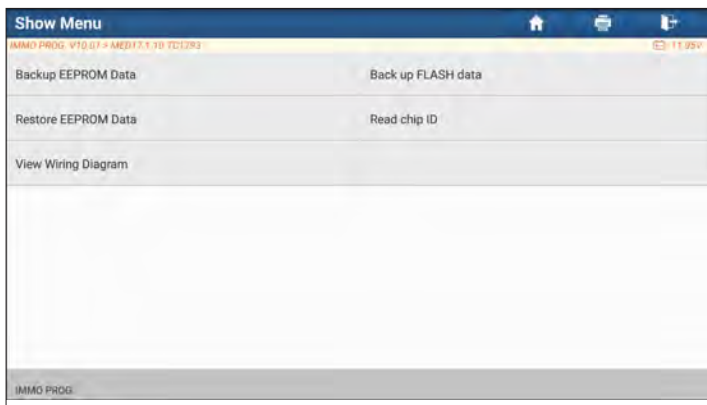 Show Menu
IMMO PROG. V10.01 > MED17.1.10 TC1793
11.95V
Backup EEPROM Data
Back up FLASH data
Restore EEPROM Data
Read chip ID
View Wiring Diagram
IMMO PROG.